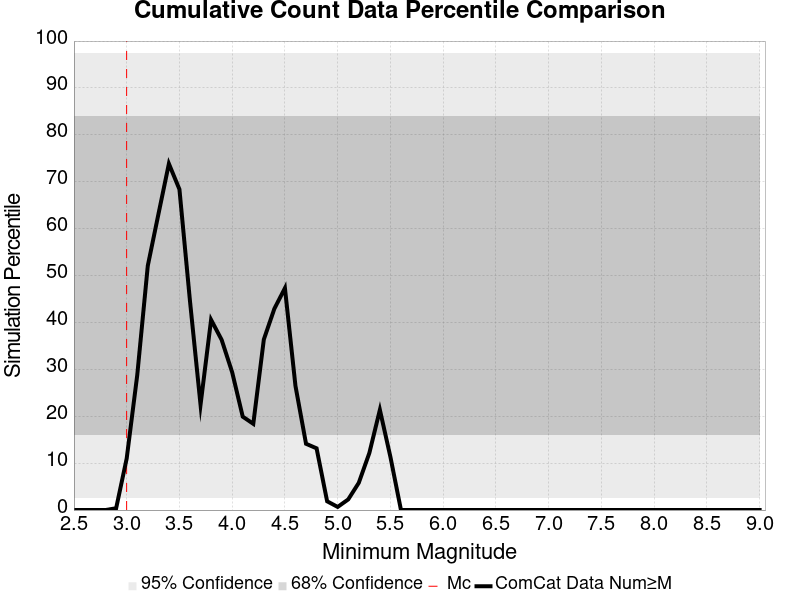 Cumulative Count Data Percentile Comparison
Simulation Percentile
100
90
80
70
60
50
40
30
20
10
0
2.5 3.0 3.5 4.0 4.5 5.0 5.5 6.0 6.5 7.0 7.5 8.0 8.5 9.0
Minimum Magnitude
95% Confidence 68% Confidence Mc ComCat Data Num≥M